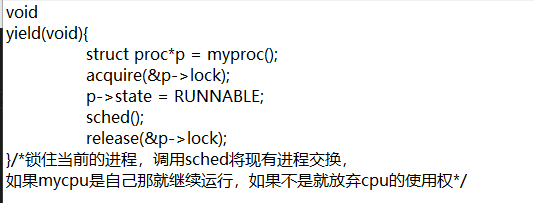 void
yield(void){
struct proc*p = myproc();
acquire(&p->lock);
p->state = RUNNABLE;
sched();
release(&p->lock);
}/*锁住当前的进程，调用sched将现有进程交换，
如果mycpu是自己那就继续运行，如果不是就放弃cpu的使用权*/